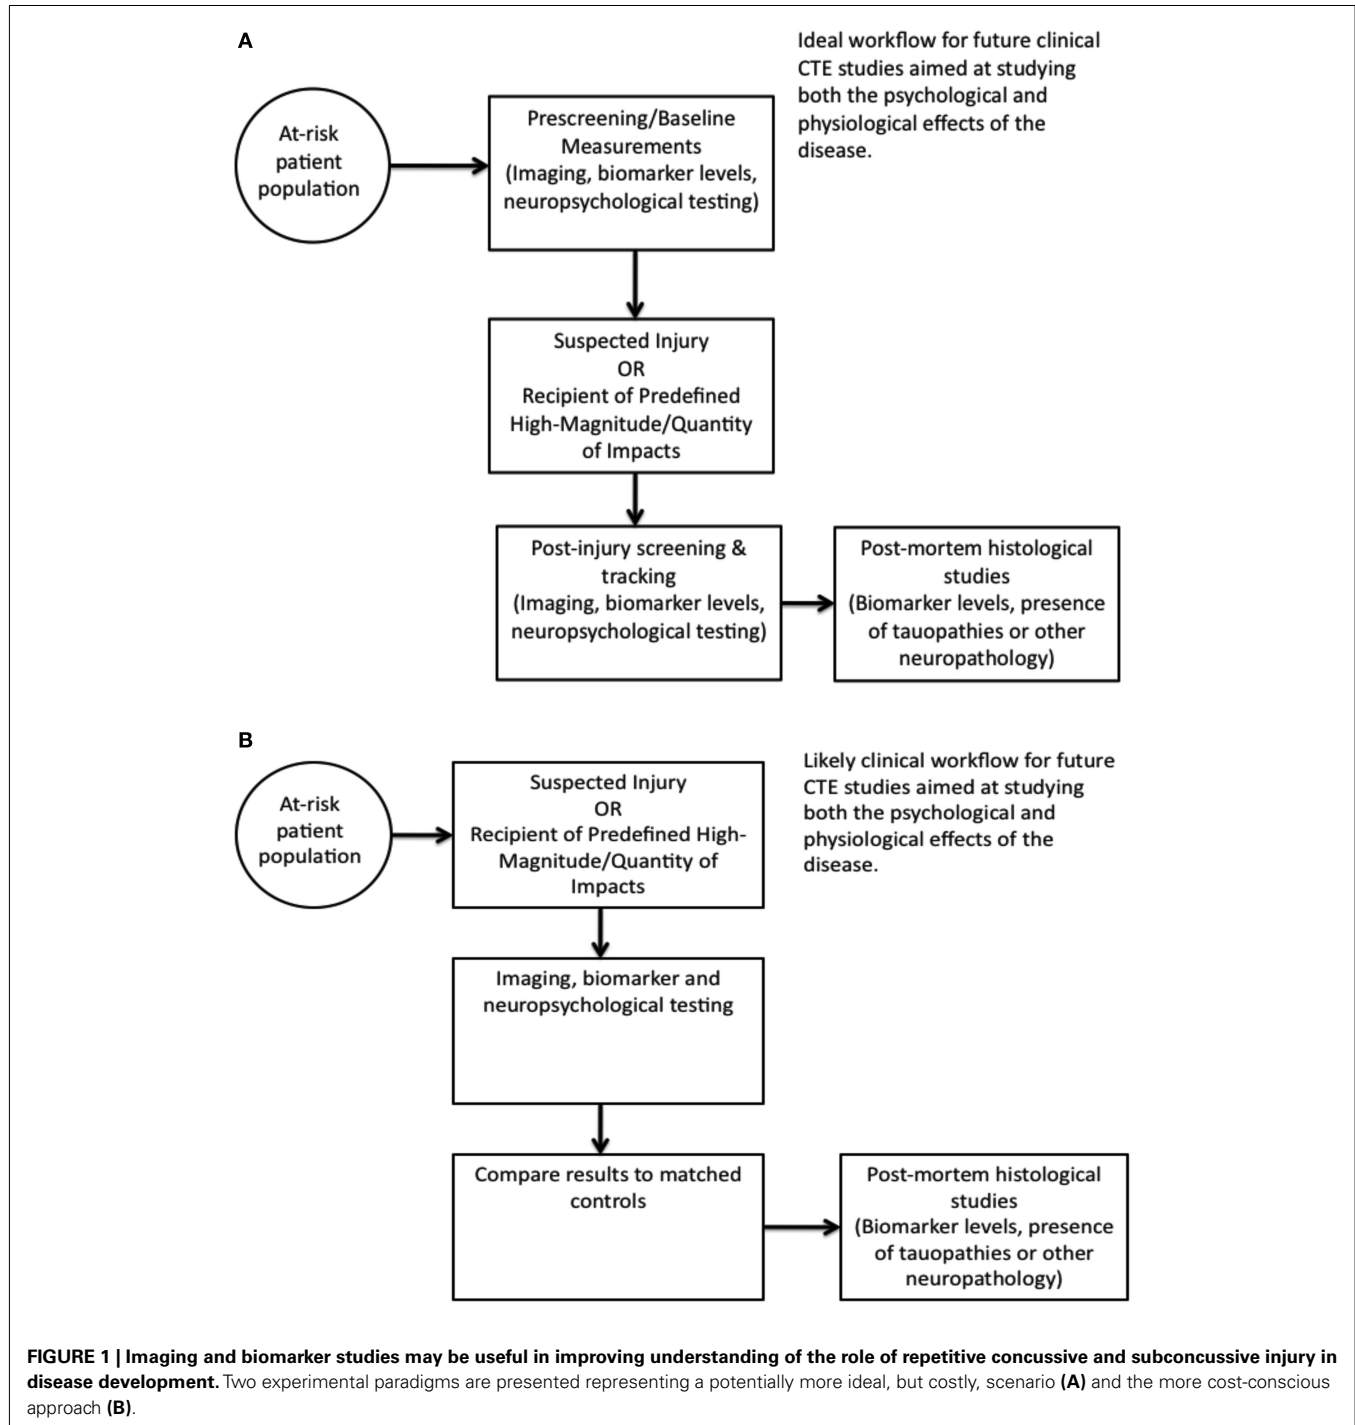 A
Ideal workflow for future clinical
CTE studies aimed at studying
both the psychological and
physiological effects of the
disease.
At-risk
patient
population
Prescreening/Baseline
Measurements
(Imaging, biomarker levels,
neuropsychological testing)
Suspected Injury
OR
Recipient of Predefined
High-Magnitude/Quantity
of Impacts
Post-injury screening &
tracking
(Imaging, biomarker levels,
neuropsychological testing)
Post-mortem histological
studies
(Biomarker levels, presence
of tauopathies or other
neuropathology)
B
Likely clinical workflow for future
CTE studies aimed at studying
both the psychological and
physiological effects of the
disease.
At-risk
patient
population
Suspected Injury
OR
Recipient of Predefined High-
Magnitude/Quantity of
Impacts
Imaging, biomarker and
neuropsychological testing
Compare results to matched
controls
Post-mortem histological
studies
(Biomarker levels, presence
of tauopathies or other
neuropathology)
FIGURE 1 | Imaging and biomarker studies may be useful in improving understanding of the role of repetitive concussive and subconcussive injury in
disease development. Two experimental paradigms are presented representing a potentially more ideal, but costly, scenario (A) and the more cost-conscious
approach (B).